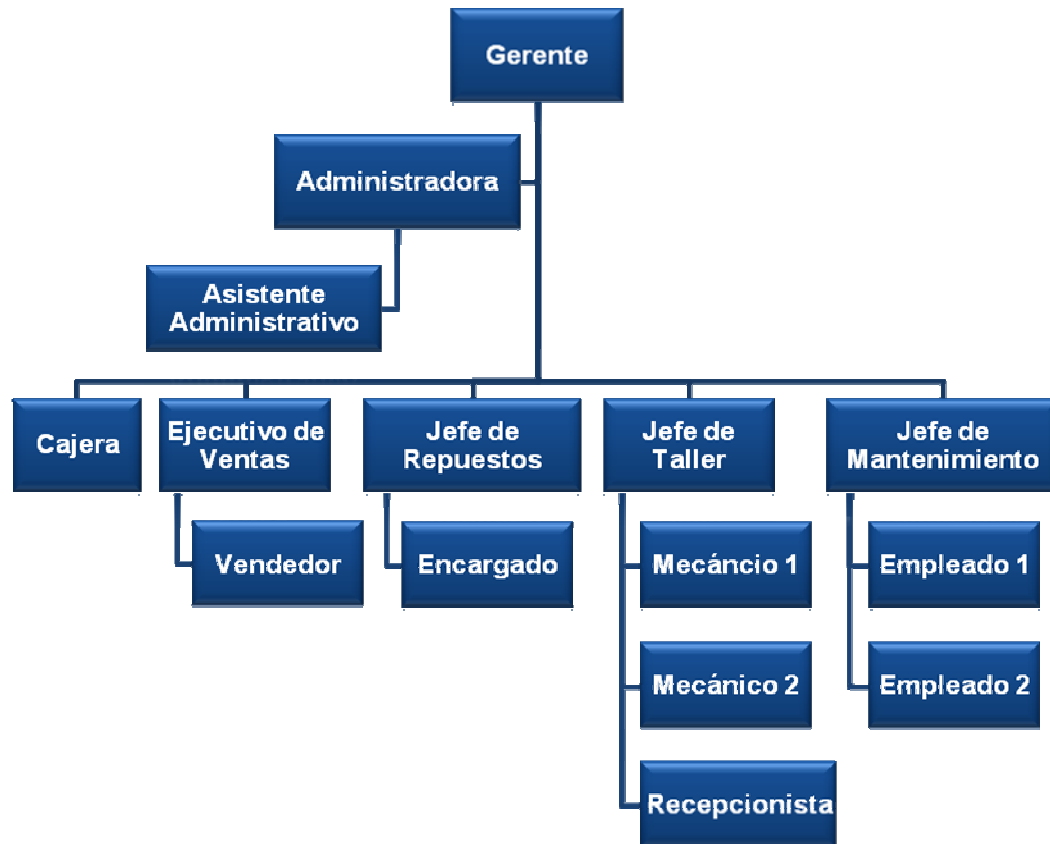 Gerente
Administradora
Asistente
Administrativo
Cajera
Ejecutivo de
Ventas
Jefe de
Repuestos
Jefe de
Taller
Jefe de
Mantenimiento
Vendedor
Encargado
Mecáncio 1
Empleado 1
Mecánico 2
Empleado 2
Recepcionista